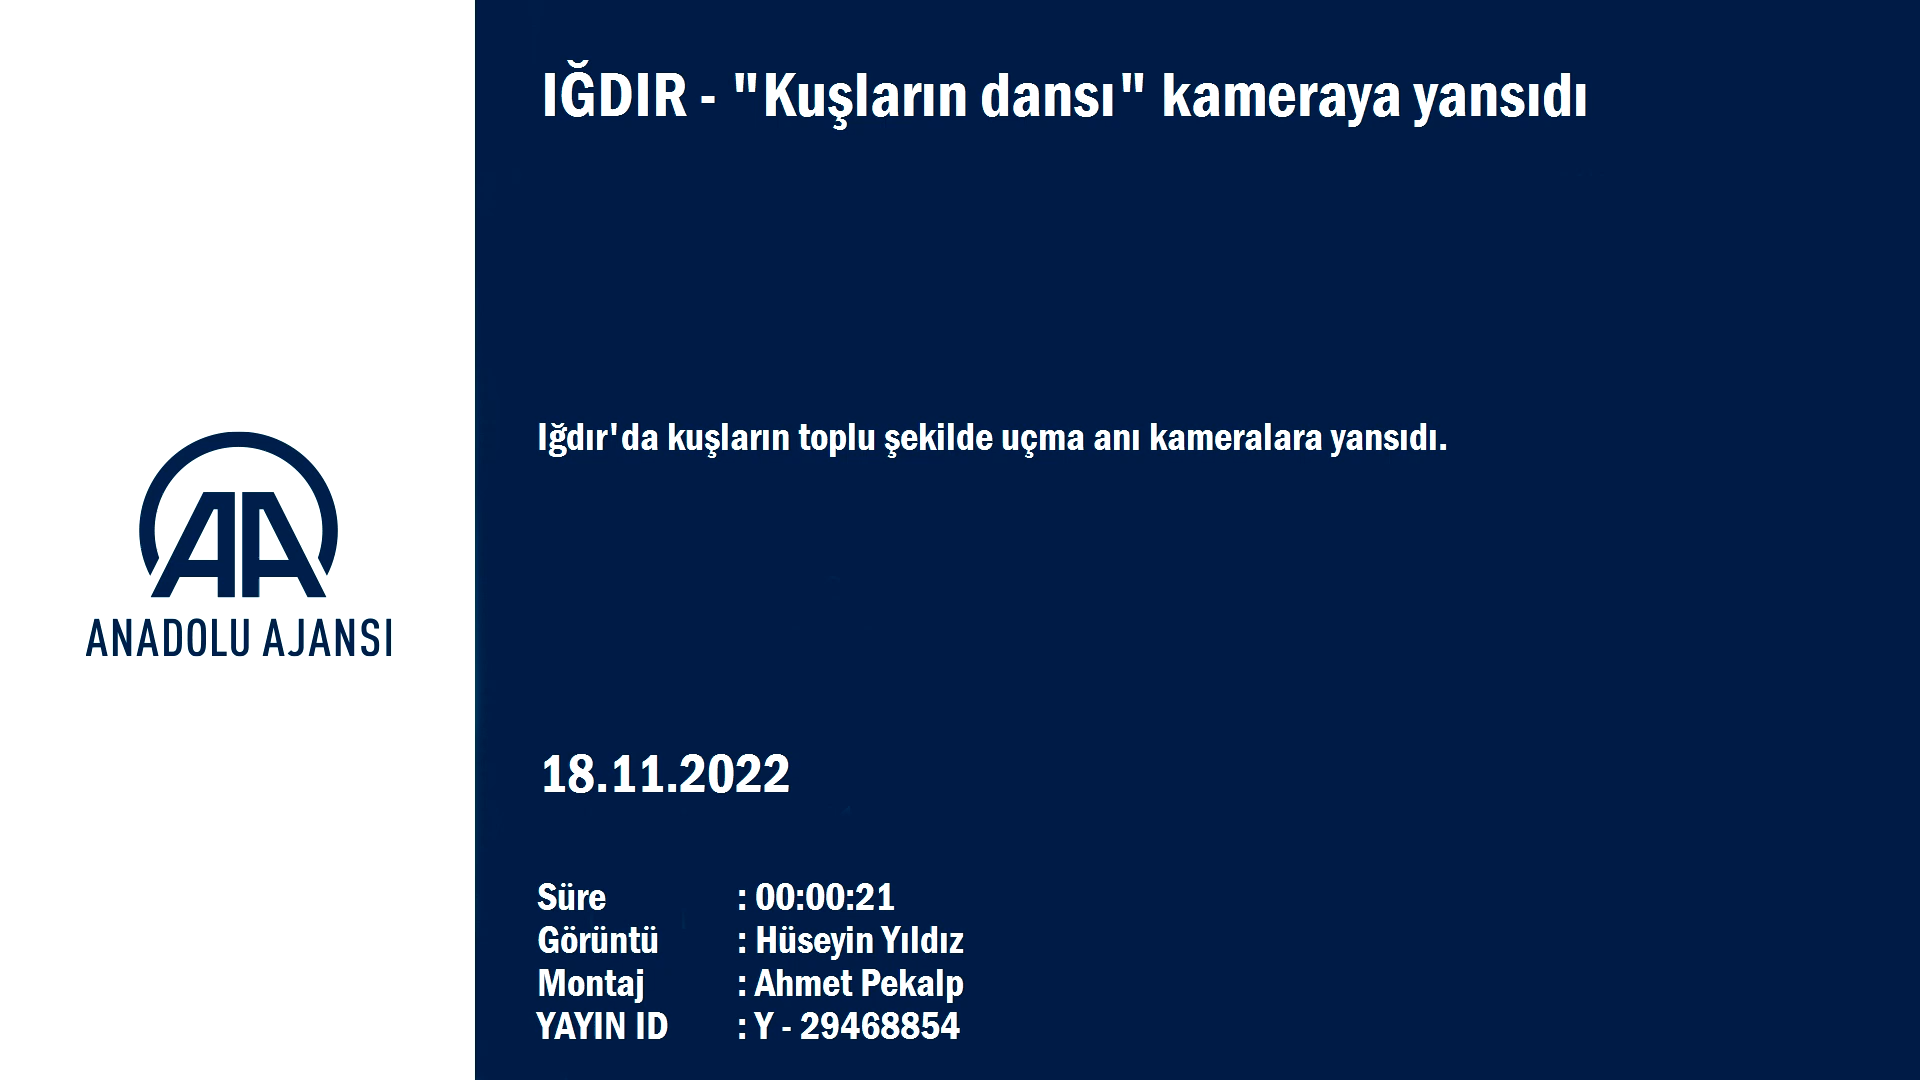 IĞDIR - "Kuşların dansı" kameraya yansıdı
Iğdır'da kuşların toplu şekilde uçma anı kameralara yansıdı.
AA
ANADOLU AJANSI
18.11.2022
Süre : 00:00:21
Görüntü : Hüseyin Yıldız
Montaj : Ahmet Pekalp
YAYIN ID : Y - 29468854